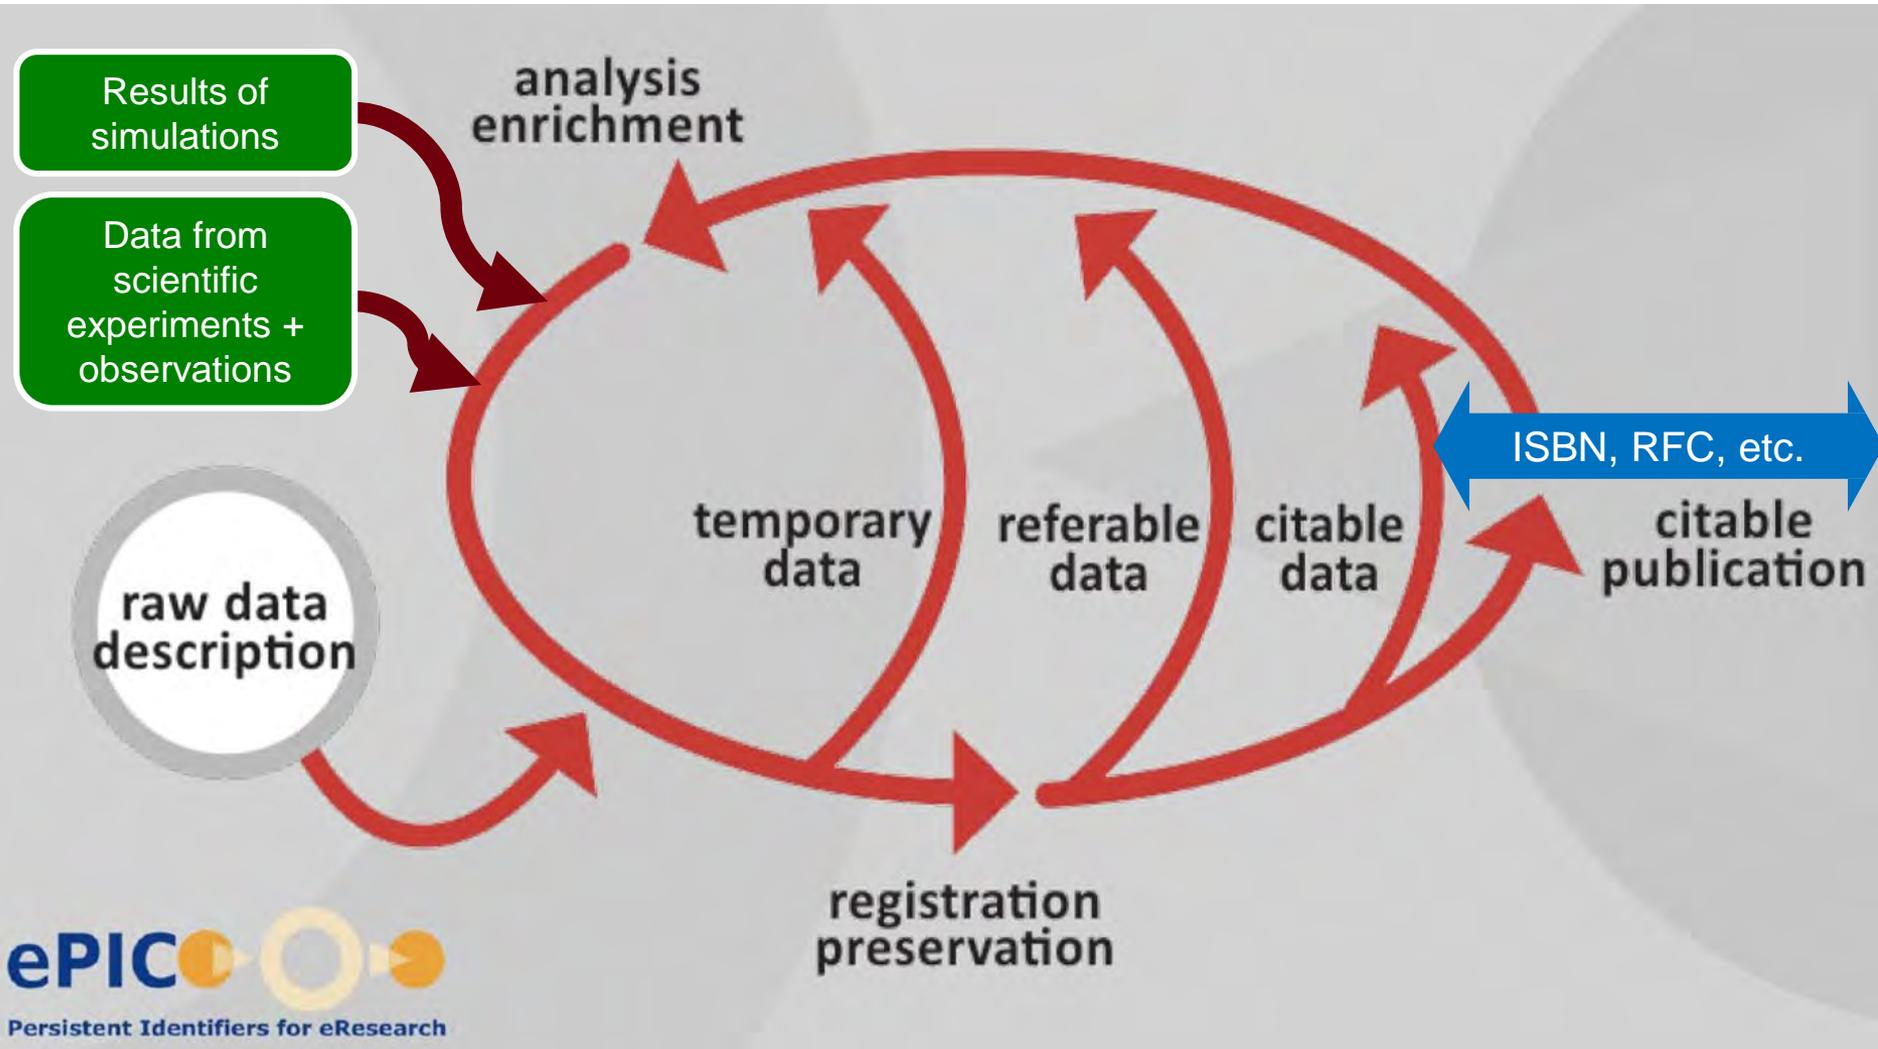 Results of
simulations
analysis
enrichment
Data from
scientific
experiments +
observations
ISBN, RFC, etc.
temporary
data
referable
data
citable
data
citable
publication
raw data
description
registration
preservation
ePIC
Persistent Identifiers for eResearch